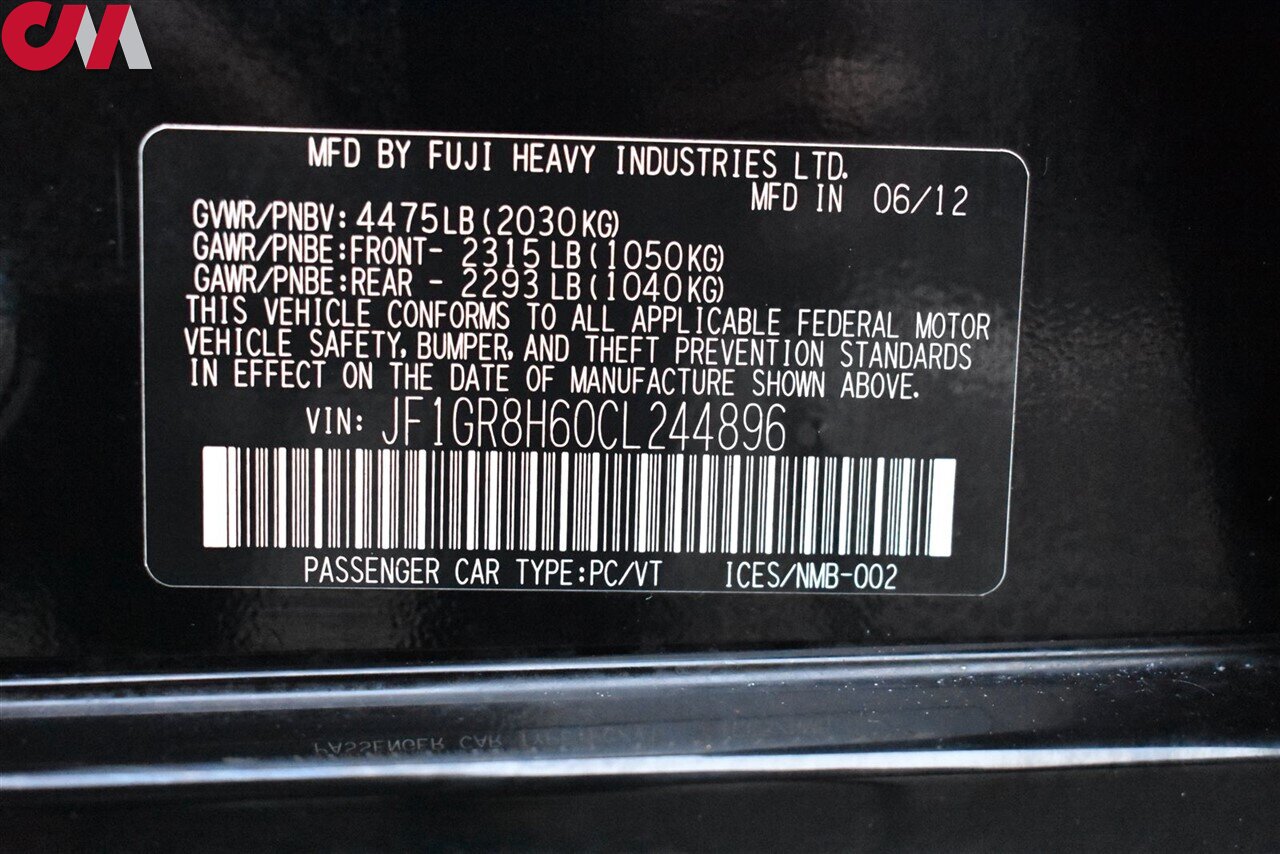 CM
MFD BY FUJI HEAVY INDUSTRIES LTD.
MFD IN 06/12
GVWR/PNBV: 4475LB (2030KG)
GAWR/PNBE:FRONT- 2315LB (1050KG)
GAWR/PNBE:REAR - 2293LB (1040KG)
THIS VEHICLE CONFORMS TO ALL APPLICABLE FEDERAL MOTOR
VEHICLE SAFETY, BUMPER, AND THEFT PREVENTION STANDARDS
IN EFFECT ON THE DATE OF MANUFACTURE SHOWN ABOVE.
VIN: JF1GR8H60CL244896
PASSENGER CAR TYPE:PC/VT ICES/NMB-002